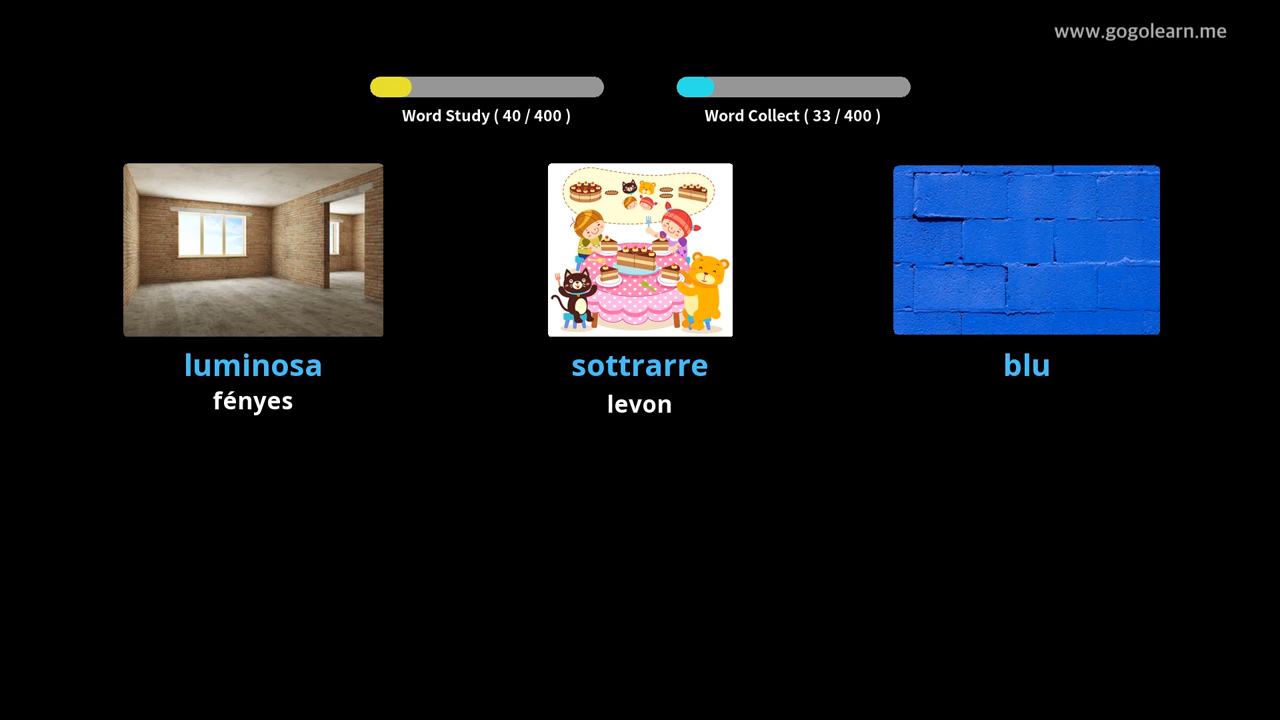 www.gogolearn.me
Word Study ( 40 / 400 )
Word Collect ( 33 / 400 )
luminosa
fényes
sottrarre
levon
blu